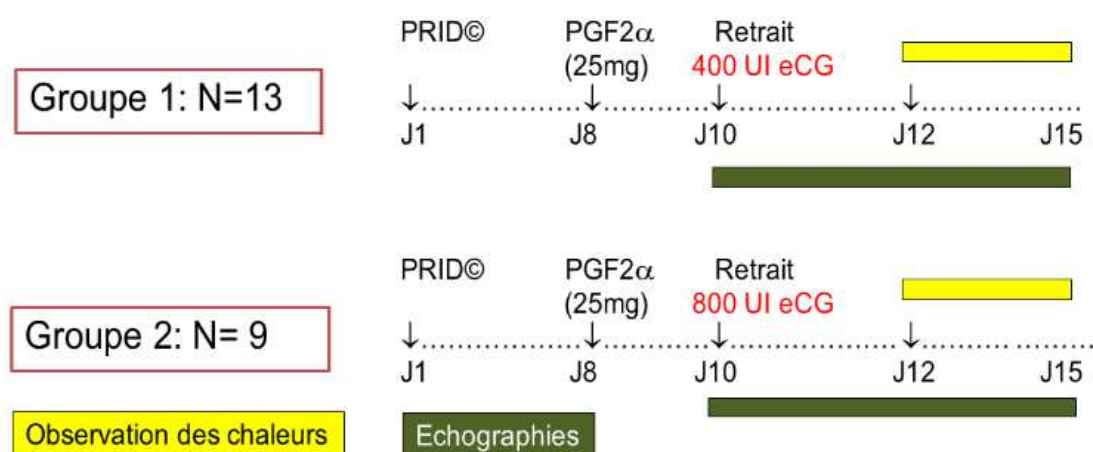 PRID© PGF2α Retrait
(25mg) 400 UI eCG
Groupe 1: N=13
↓ ↓ ↓ ↓
J1 J8 J10 J12 J15
PRID© PGF2α Retrait
(25mg) 800 UI eCG
Groupe 2: N= 9
↓ ↓ ↓ ↓
J1 J8 J10 J12 J15
Observation des chaleurs Echographies